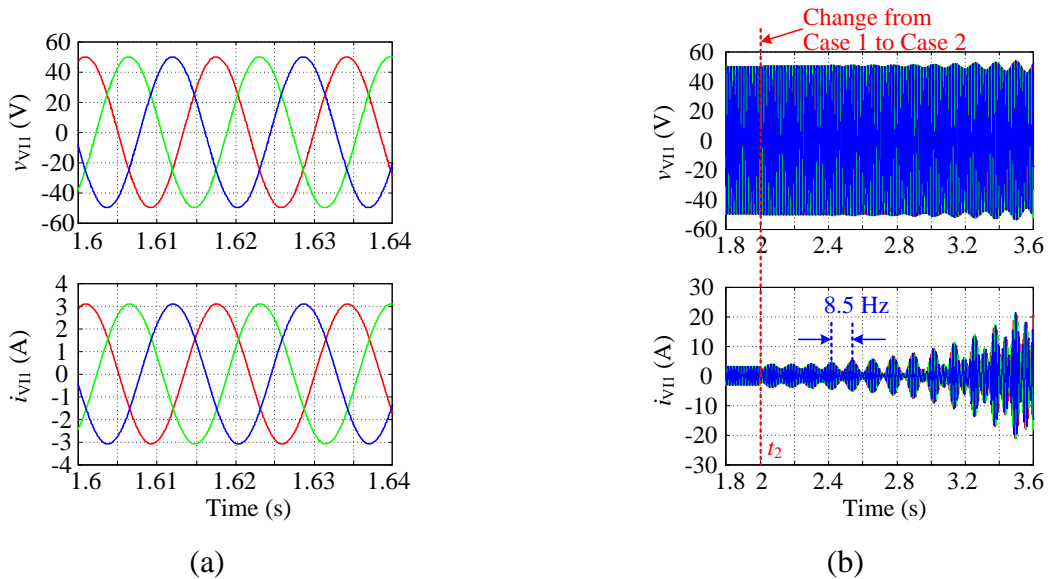 60
40
20
0
-20
-40
-60
v_VI1 (V)
1.6 1.61 1.62 1.63 1.64
4
3
2
1
0
-1
-2
-3
-4
i_VI1 (A)
1.6 1.61 1.62 1.63 1.64
Time (s)
(a)
Change from
Case 1 to Case 2
60
40
20
0
-20
-40
-60
v_VI1 (V)
1.8 2 2.4 2.8 3.2 3.6
30
20
10
0
-10
20
-30
i_VI1 (A)
8.5 Hz
t_2
1.8 2 2.4 2.8 3.2 3.6
Time (s)
(b)